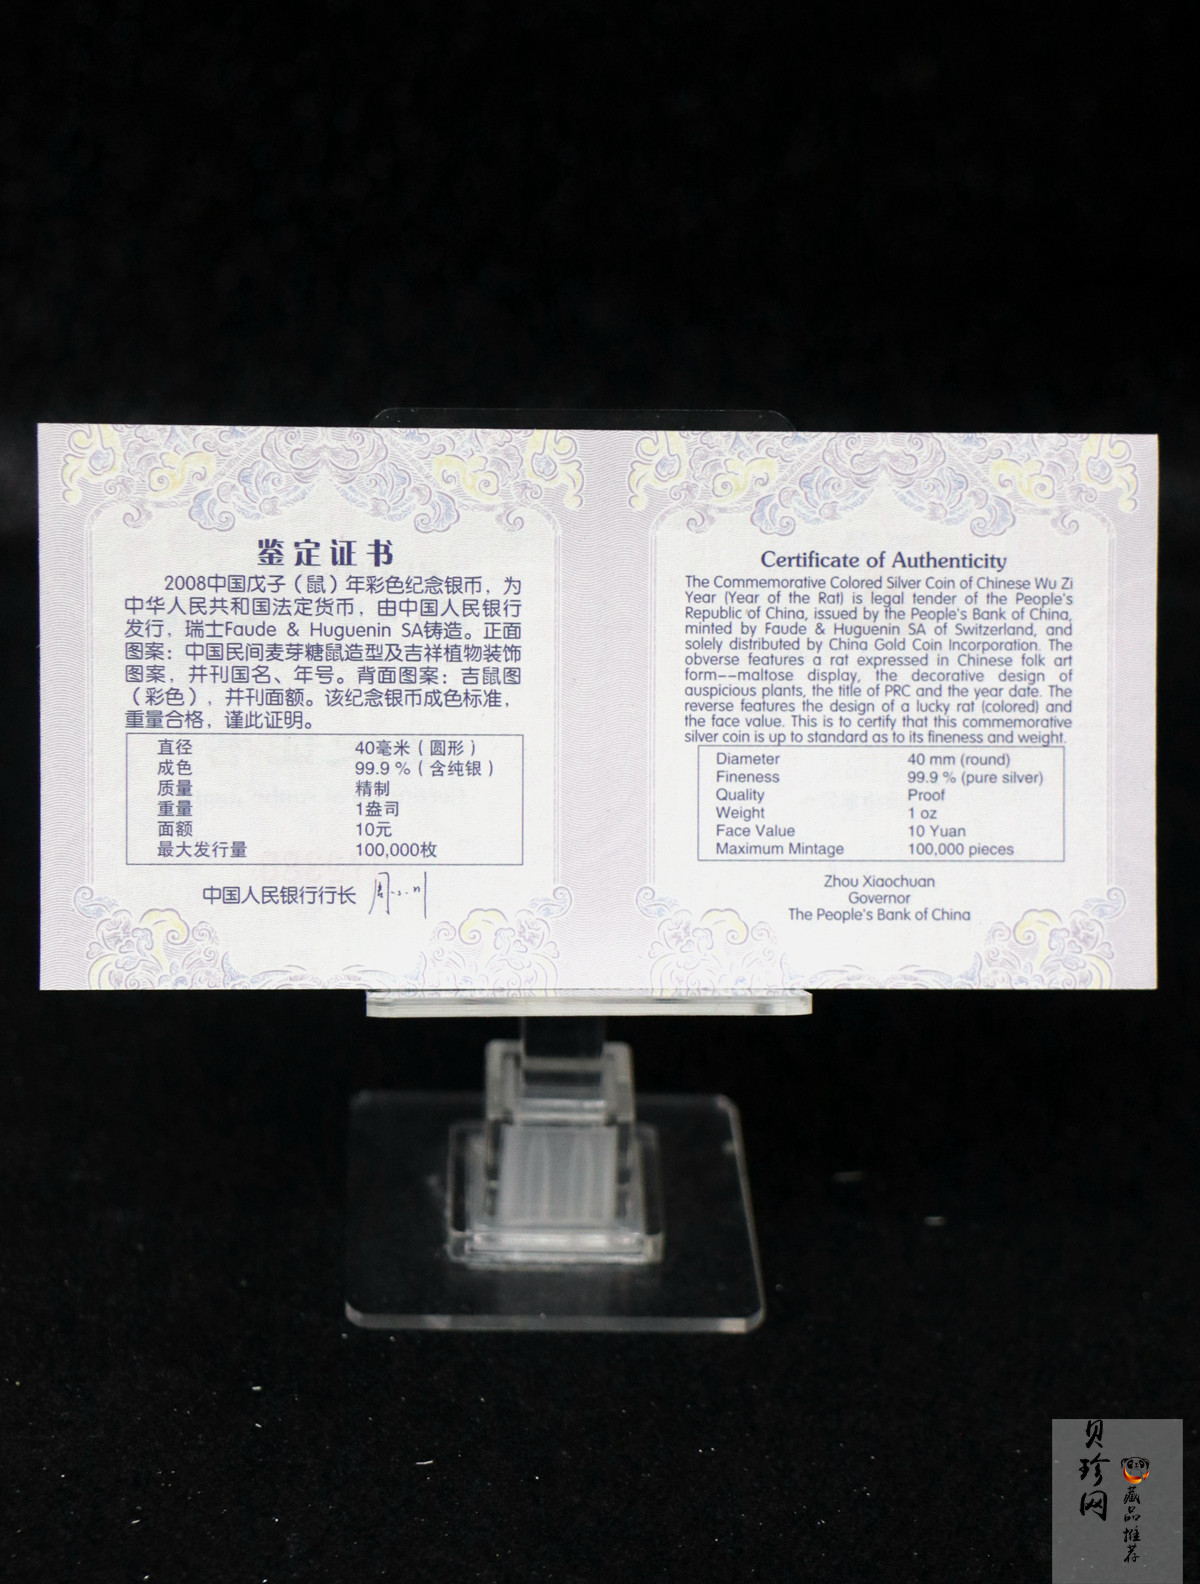 鉴定证书
2008中国戊子（鼠）年彩色纪念银币，为
中华人民共和国法定货币，由中国人民银行
发行，瑞士Faude & Huguenin SA铸造。正面
图案：中国民间麦芽糖鼠造型及吉祥植物装饰
图案，并刊国名、年号。背面图案：吉鼠图
（彩色），并刊面额。该纪念银币成色标准，
重量合格，谨此证明。
直径 40毫米（圆形）
成色 99.9 %（含纯银）
质量 精制
重量 1盎司
面额 10元
最大发行量 100,000枚
中国人民银行行长 周小川
Certificate of Authenticity
The Commemorative Colored Silver Coin of Chinese Wu Zi
Year (Year of the Rat) is legal tender of the People's
Republic of China, issued by the People's Bank of China,
minted by Faude & Huguenin SA of Switzerland, and
solely distributed by China Gold Coin Incorporation. The
obverse features a rat expressed in Chinese folk art
form--maltose display, the decorative design of
auspicious plants, the title of PRC and the year date. The
reverse features the design of a lucky rat (colored) and
the face value. This is to certify that this commemorative
silver coin is up to standard as to its fineness and weight.
Diameter 40 mm (round)
Fineness 99.9 % (pure silver)
Quality Proof
Weight 1 oz
Face Value 10 Yuan
Maximum Mintage 100,000 pieces
Zhou Xiaochuan
Governor
The People's Bank of China
贝珍网
藏品推荐